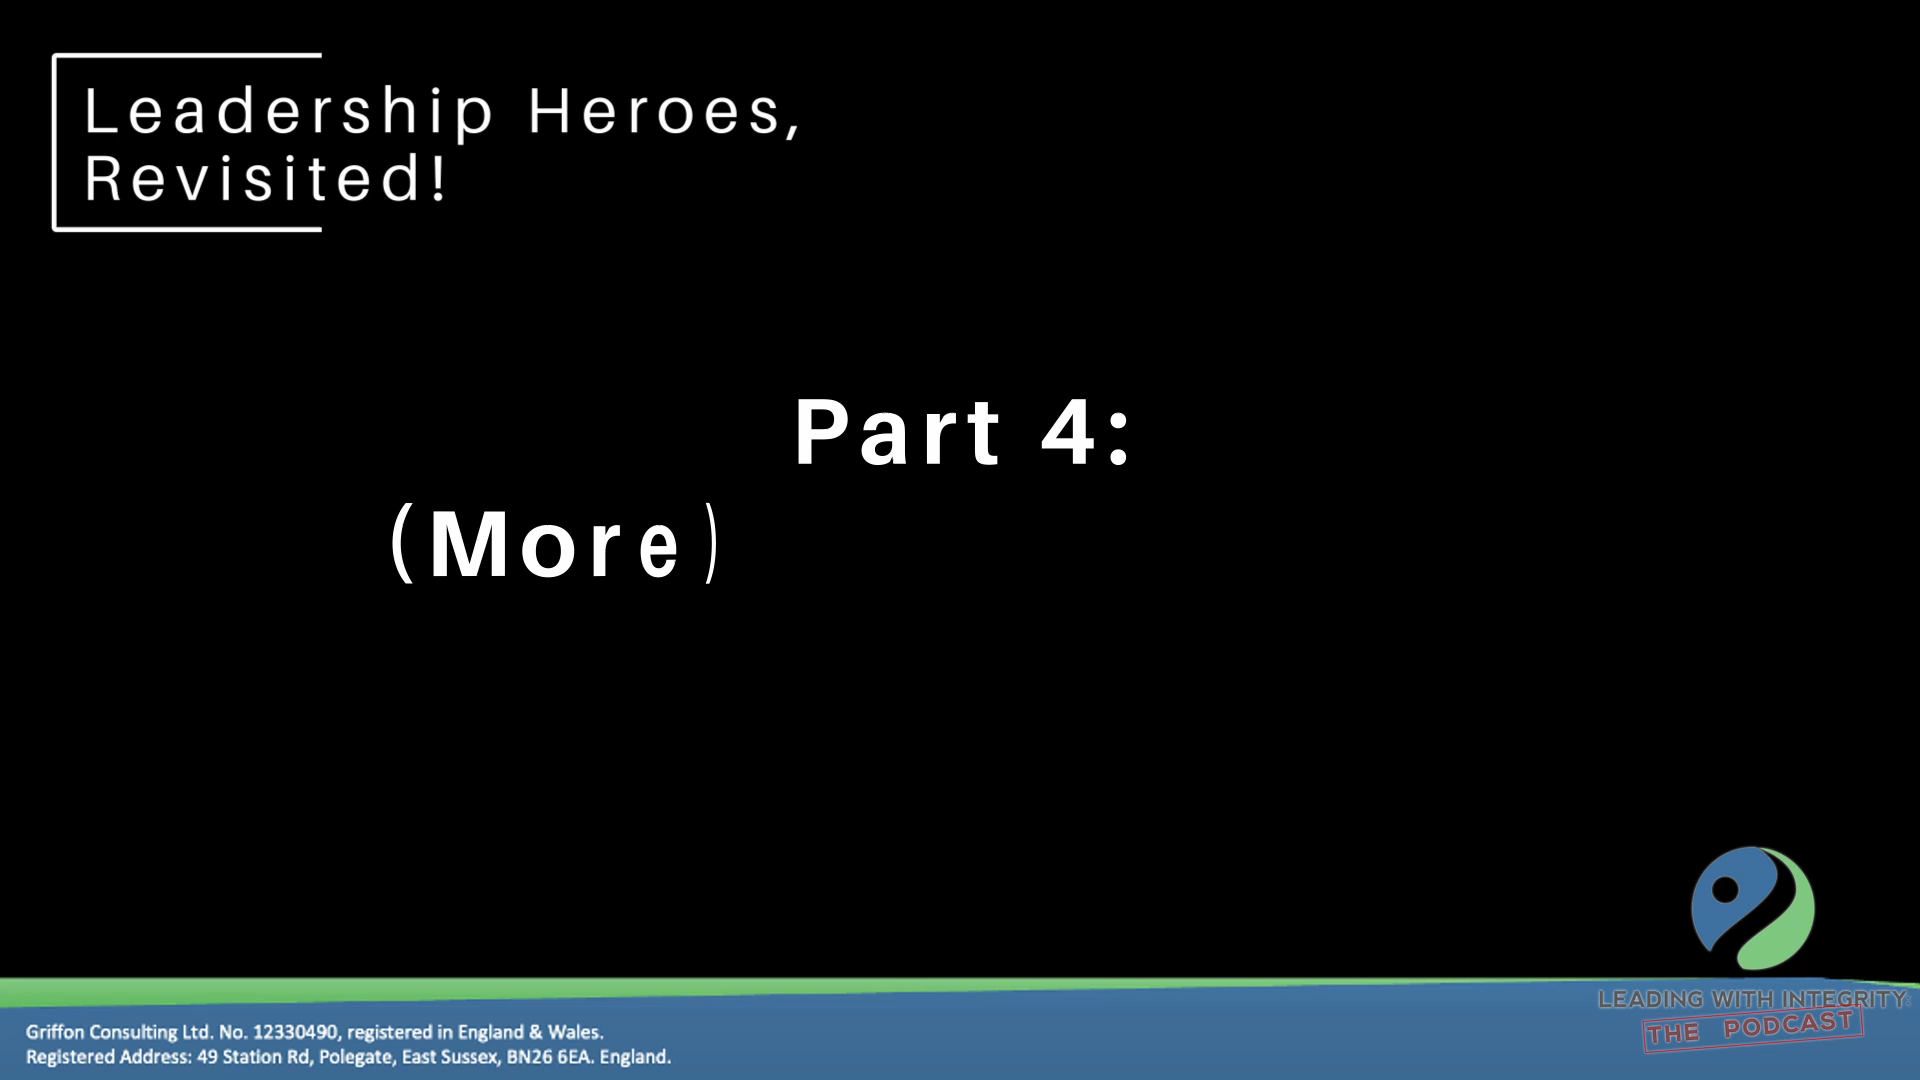 Leadership Heroes,
Revisited!
Part 4:
(More)
LEADING WITH INTEGRITY:
THE PODCAST
Griffon Consulting Ltd. No. 12330490, registered in England & Wales.
Registered Address: 49 Station Rd, Polegate, East Sussex, BN26 6EA. England.